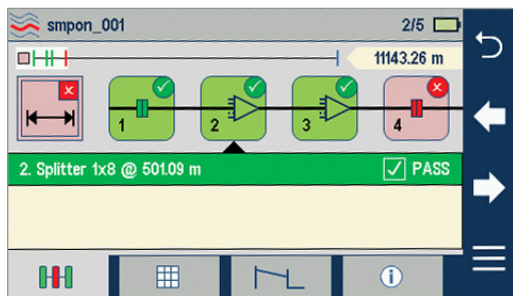 smpon_001 2/5
11143.26 m
1 2 3 4
2. Splitter 1x8 @ 501.09 m PASS
i